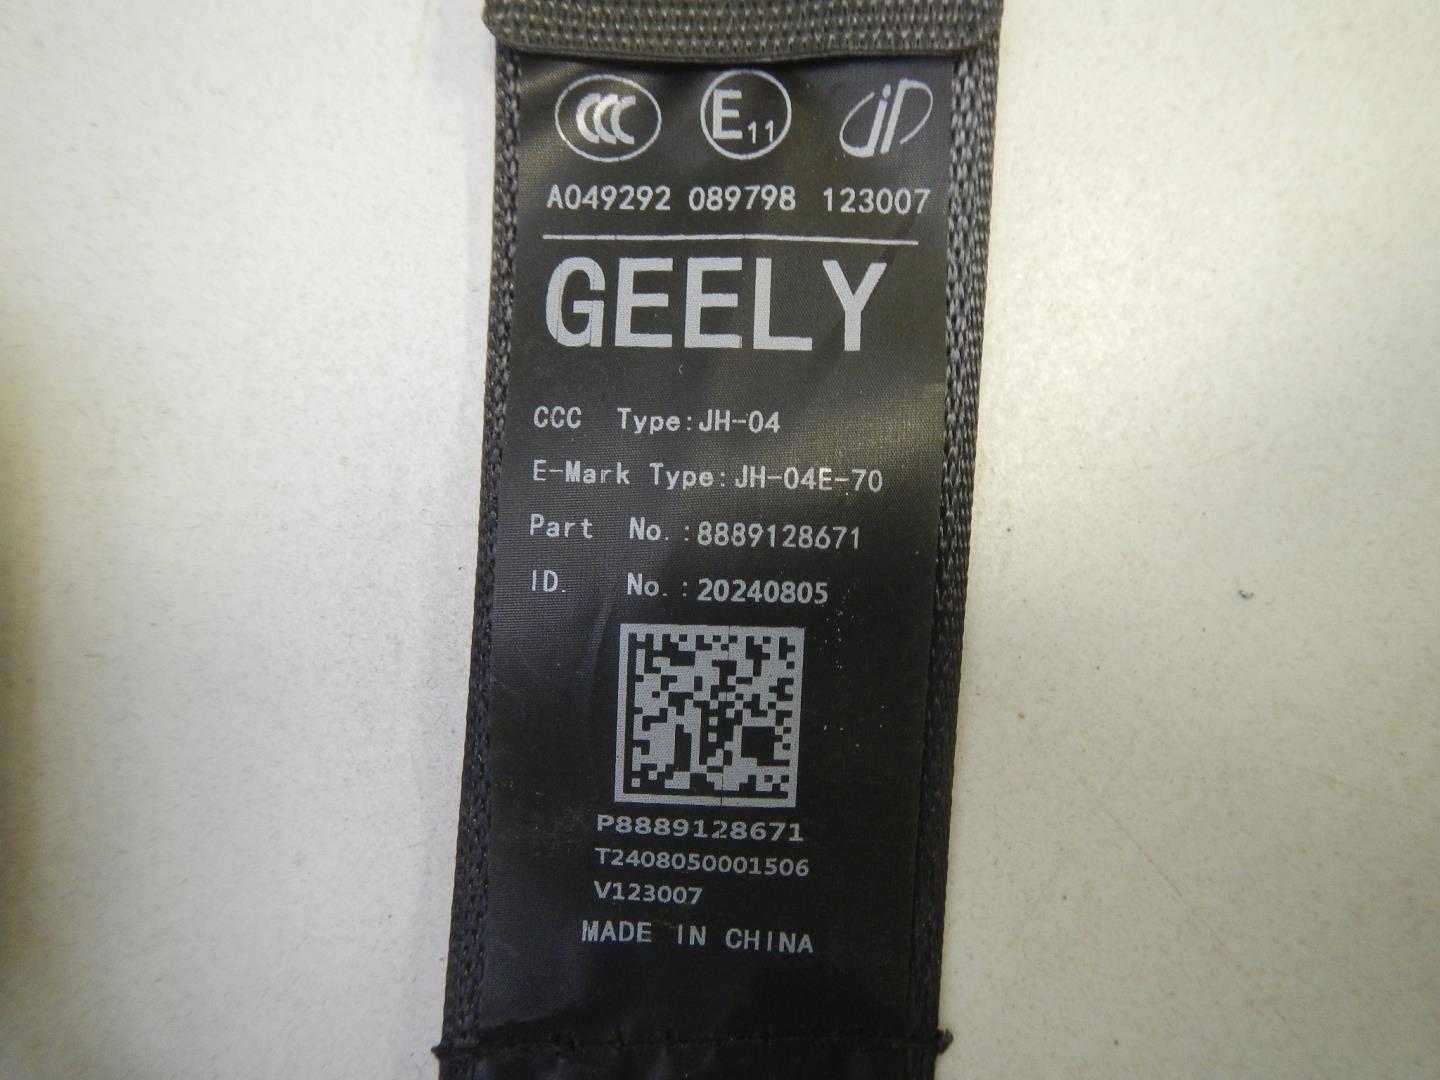 CCC E11 JP
A049292 089798 123007
GEELY
CCC Type:JH-04
E-Mark Type:JH-04E-70
Part No.:8889128671
ID. No.:20240805
P8889128671
T2408050001506
V123007
MADE IN CHINA